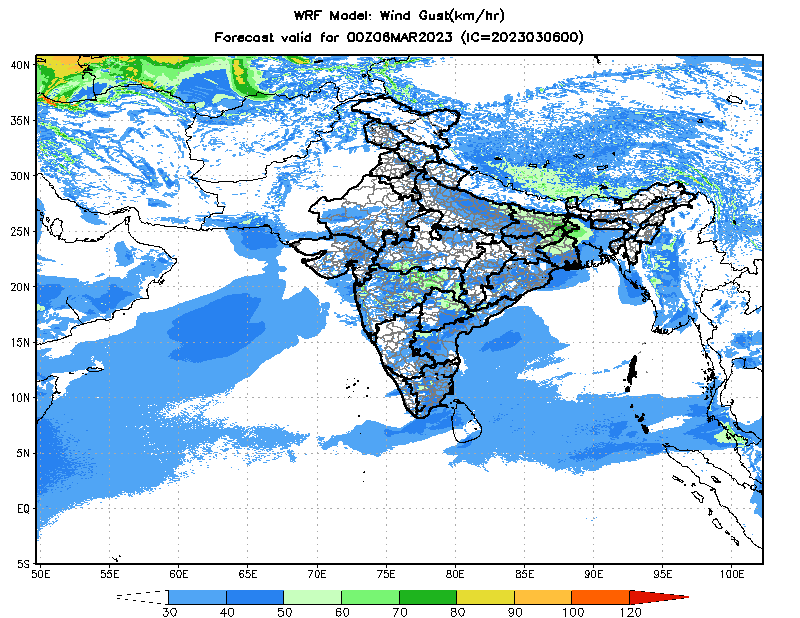 WRF Model: Wind Gust(km/hr)
Forecast valid for 00Z06MAR2023 (IC=2023030600)
40N
35N
30N
25N
20N
15N
10N
5N
EQ
5S
50E 55E 60E 65E 70E 75E 80E 85E 90E 95E 100E
30 40 50 60 70 80 90 100 120